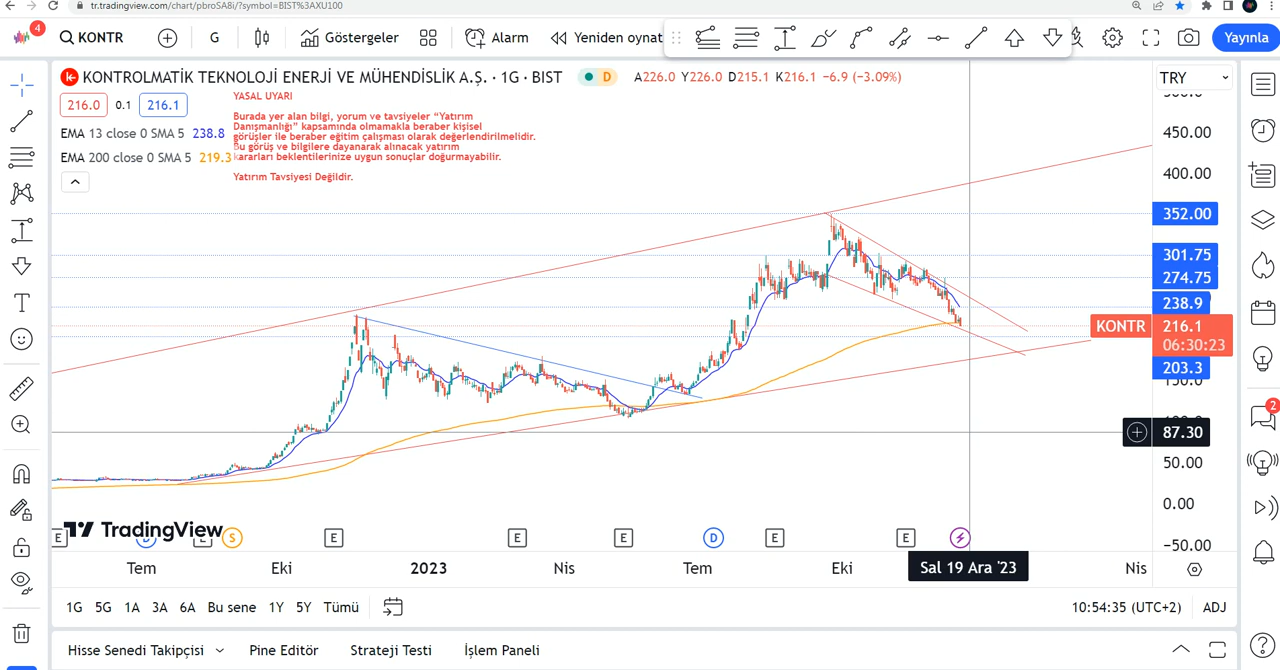 tr.tradingview.com/chart/pbroSA8i/?symbol=BIST%3AXU100
4
KONTR
G
Göstergeler
Alarm
Yeniden oynat
Yayınla
KONTROLMATİK TEKNOLOJİ ENERJİ VE MÜHENDİSLİK A.Ş. · 1G · BIST
D
A226.0 Y226.0 D215.1 K216.1 −6.9 (−3.09%)
TRY
216.0 0.1 216.1
EMA 13 close 0 SMA 5 238.8
EMA 200 close 0 SMA 5 219.3
YASAL UYARI
Burada yer alan bilgi, yorum ve tavsiyeler “Yatırım
Danışmanlığı” kapsamında olmamakla beraber kişisel
görüşler ile beraber eğitim çalışması olarak değerlendirilmelidir.
Bu görüş ve bilgilere dayanarak alınacak yatırım
kararları beklentilerinize uygun sonuçlar doğurmayabilir.
Yatırım Tavsiyesi Değildir.
450.00
400.00
352.00
301.75
274.75
238.9
KONTR 216.1
06:30:23
203.3
150.0
87.30
50.00
0.00
−50.00
2
TradingView
E
D
E
S
E
E
E
D
E
E
Tem
Eki
2023
Nis
Tem
Eki
Sal 19 Ara '23
Nis
1G 5G 1A 3A 6A Bu sene 1Y 5Y Tümü
10:54:35 (UTC+2)
ADJ
Hisse Senedi Takipçisi
Pine Editör
Strateji Testi
İşlem Paneli